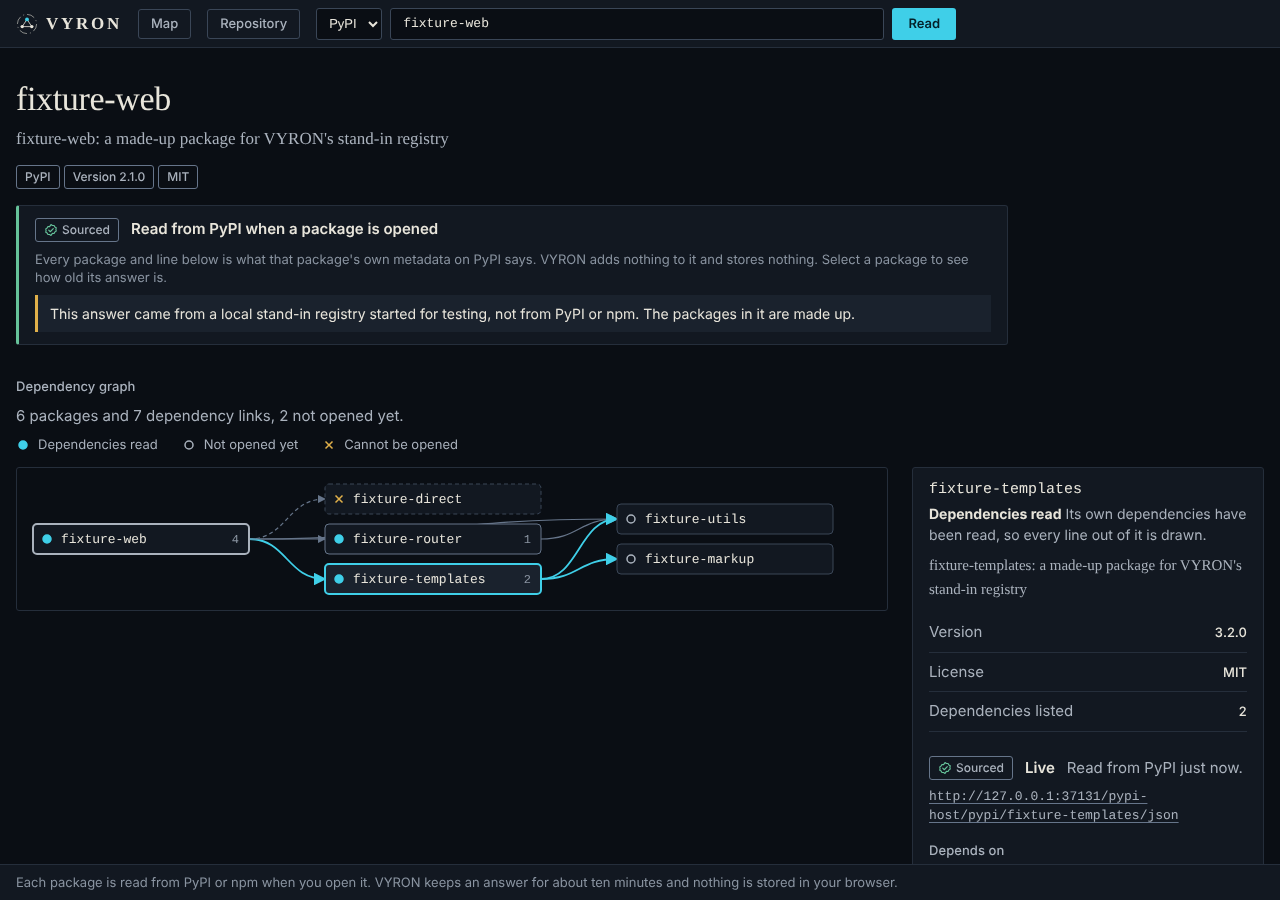 VYRON
Map
Repository
PyPI
fixture-web
Read
fixture-web
fixture-web: a made-up package for VYRON's stand-in registry
PyPI
Version 2.1.0
MIT
Sourced
Read from PyPI when a package is opened
Every package and line below is what that package's own metadata on PyPI says. VYRON adds nothing to it and stores nothing. Select a package to see
how old its answer is.
This answer came from a local stand-in registry started for testing, not from PyPI or npm. The packages in it are made up.
Dependency graph
6 packages and 7 dependency links, 2 not opened yet.
Dependencies read
Not opened yet
Cannot be opened
fixture-web 4
fixture-direct
fixture-router 1
fixture-templates 2
fixture-utils
fixture-markup
fixture-templates
Dependencies read Its own dependencies have
been read, so every line out of it is drawn.
fixture-templates: a made-up package for VYRON's
stand-in registry
Version 3.2.0
License MIT
Dependencies listed 2
Sourced Live Read from PyPI just now.
http://127.0.0.1:37131/pypi-
host/pypi/fixture-templates/json
Depends on
Each package is read from PyPI or npm when you open it. VYRON keeps an answer for about ten minutes and nothing is stored in your browser.